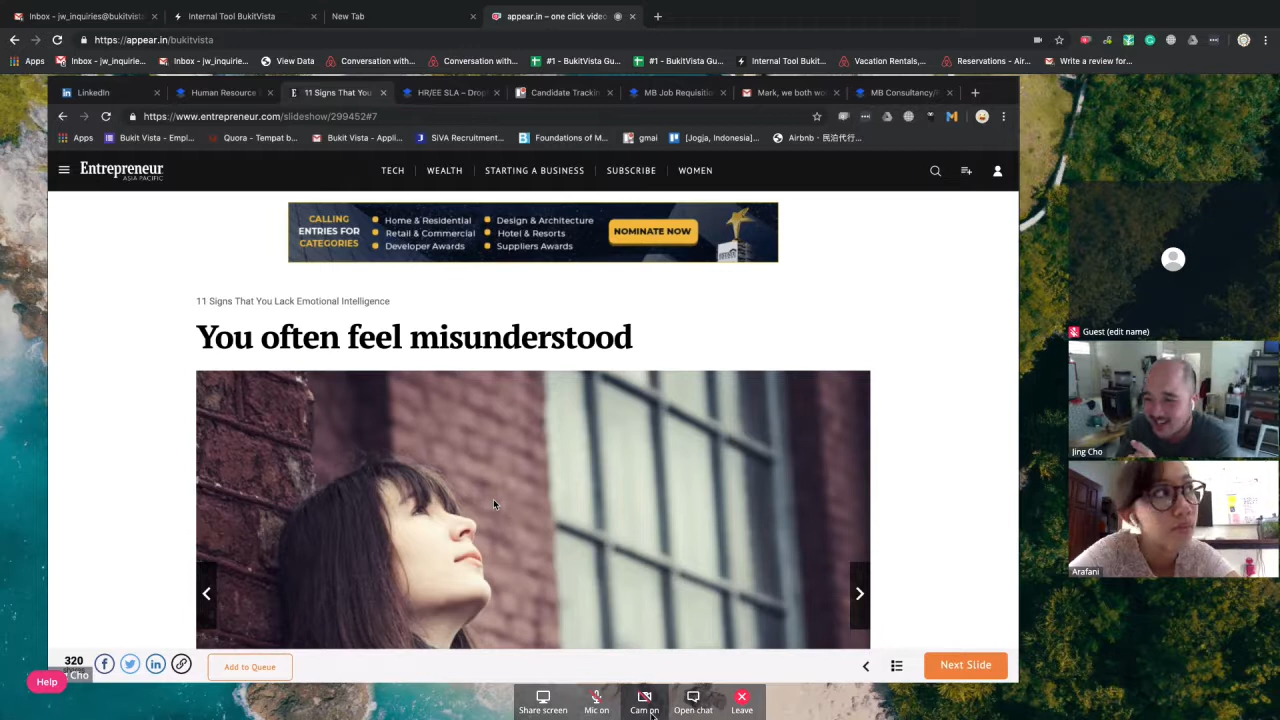 Inbox - jw_inquiries@bukitvista
Internal Tool BukitVista
New Tab
appear.in – one click video
https://appear.in/bukitvista
Apps
Inbox - jw_inquirie...
Inbox - jw_inquirie...
View Data
Conversation with...
Conversation with...
#1 - BukitVista Gu...
#1 - BukitVista Gu...
Internal Tool Bukit...
Vacation Rentals,...
Reservations - Air...
Write a review for...
LinkedIn
Human Resource
11 Signs That You
HR/EE SLA – Drop
Candidate Trackin
MB Job Requisitio
Mark, we both wo
MB Consultancy/
https://www.entrepreneur.com/slideshow/299452#7
Apps
Bukit Vista - Empl...
Quora - Tempat b...
Bukit Vista - Appli...
SiVA Recruitment...
Foundations of M...
gmai
[Jogja, Indonesia]...
Airbnb - 民泊代行...
Entrepreneur
ASIA PACIFIC
TECH
WEALTH
STARTING A BUSINESS
SUBSCRIBE
WOMEN
CALLING
ENTRIES FOR
CATEGORIES
Home & Residential
Retail & Commercial
Developer Awards
Design & Architecture
Hotel & Resorts
Suppliers Awards
NOMINATE NOW
11 Signs That You Lack Emotional Intelligence
You often feel misunderstood
Guest (edit name)
Jing Cho
Arafani
320
Add to Queue
Next Slide
Cho
Help
Share screen
Mic on
Cam on
Open chat
Leave